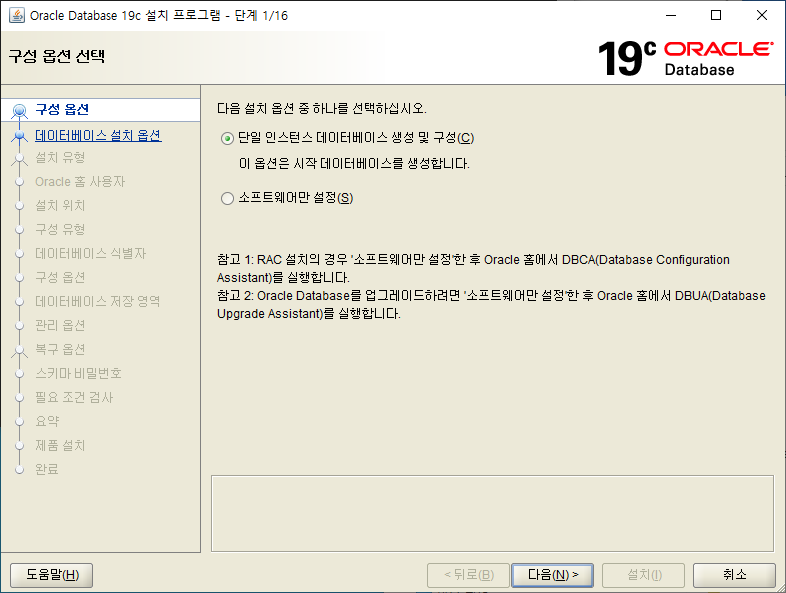 Oracle Database 19c 설치 프로그램 - 단계 1/16
구성 옵션 선택
19c ORACLE
Database
구성 옵션
데이터베이스 설치 옵션
설치 유형
Oracle 홈 사용자
설치 위치
구성 유형
데이터베이스 식별자
구성 옵션
데이터베이스 저장 영역
관리 옵션
복구 옵션
스키마 비밀번호
필요 조건 검사
요약
제품 설치
완료
다음 설치 옵션 중 하나를 선택하십시오.
단일 인스턴스 데이터베이스 생성 및 구성(C)
이 옵션은 시작 데이터베이스를 생성합니다.
소프트웨어만 설정(S)
참고 1: RAC 설치의 경우 '소프트웨어만 설정'한 후 Oracle 홈에서 DBCA(Database Configuration
Assistant)를 실행합니다.
참고 2: Oracle Database를 업그레이드하려면 '소프트웨어만 설정'한 후 Oracle 홈에서 DBUA(Database
Upgrade Assistant)를 실행합니다.
도움말(H)
< 뒤로(B)
다음(N) >
설치(I)
취소